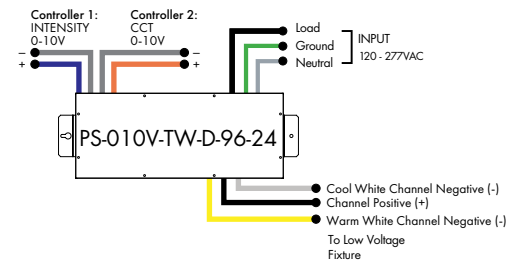 Controller 1:
INTENSITY
0-10V
Controller 2:
CCT
0-10V
–
+
–
+
Load
Ground
Neutral
INPUT
120 - 277VAC
PS-010V-TW-D-96-24
Cool White Channel Negative (-)
Channel Positive (+)
Warm White Channel Negative (-)
To Low Voltage
Fixture